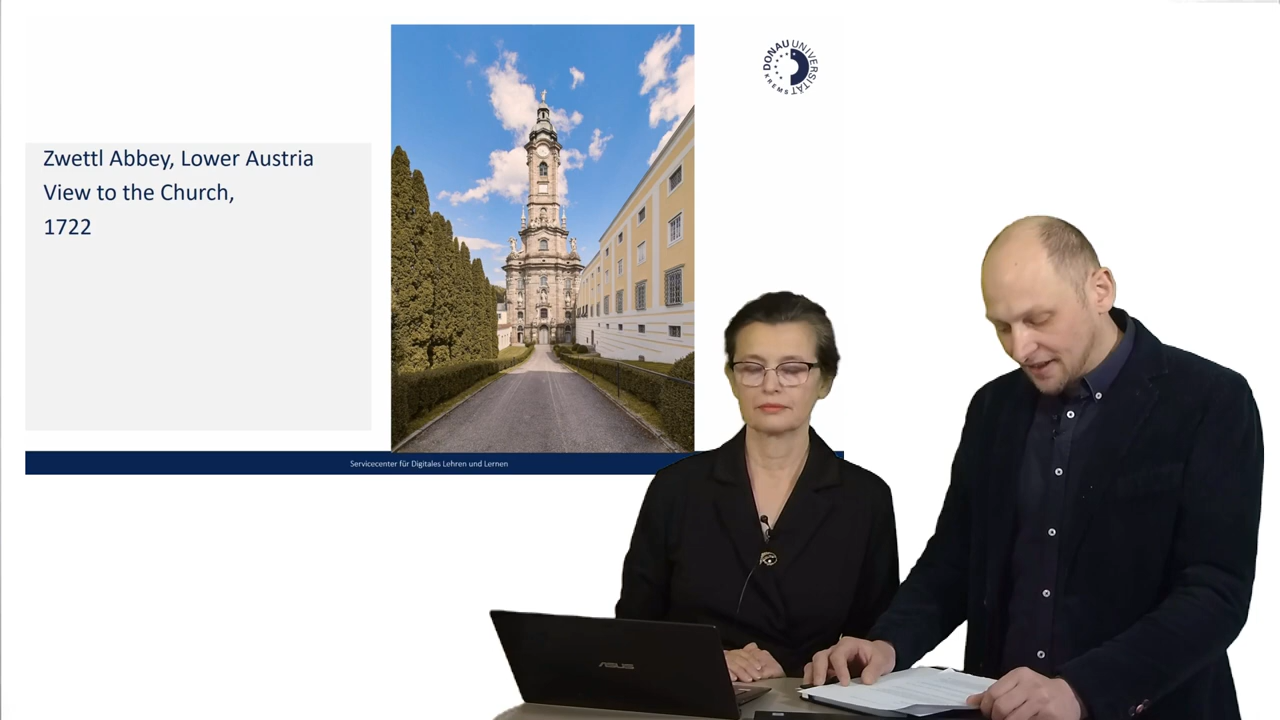 Zwettl Abbey, Lower Austria
View to the Church,
1722
DONAU UNIVERSITÄT
KREMS
Servicecenter für Digitales Lehren und Lernen
ASUS